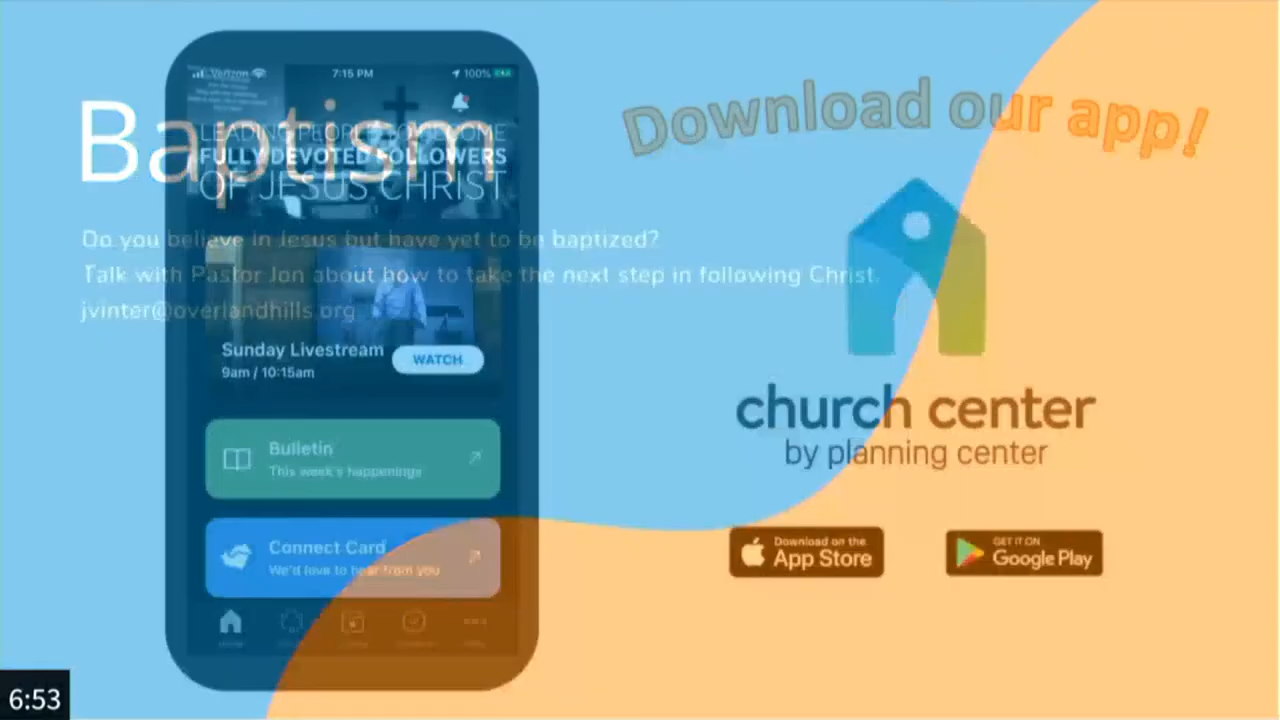 Verizon
7:15 PM
100%
Baptism
LEADING PEOPLE TO BECOME
FULLY DEVOTED FOLLOWERS
OF JESUS CHRIST
Do you believe in Jesus but have yet to be baptized?
Talk with Pastor Jon about how to take the next step in following Christ.
jvinter@overlandhills.org
Sunday Livestream
9am / 10:15am
WATCH
Bulletin
This week's happenings
Connect Card
We'd love to hear from you
Home
Download our app!
church center
by planning center
Download on the
App Store
GET IT ON
Google Play
6:53